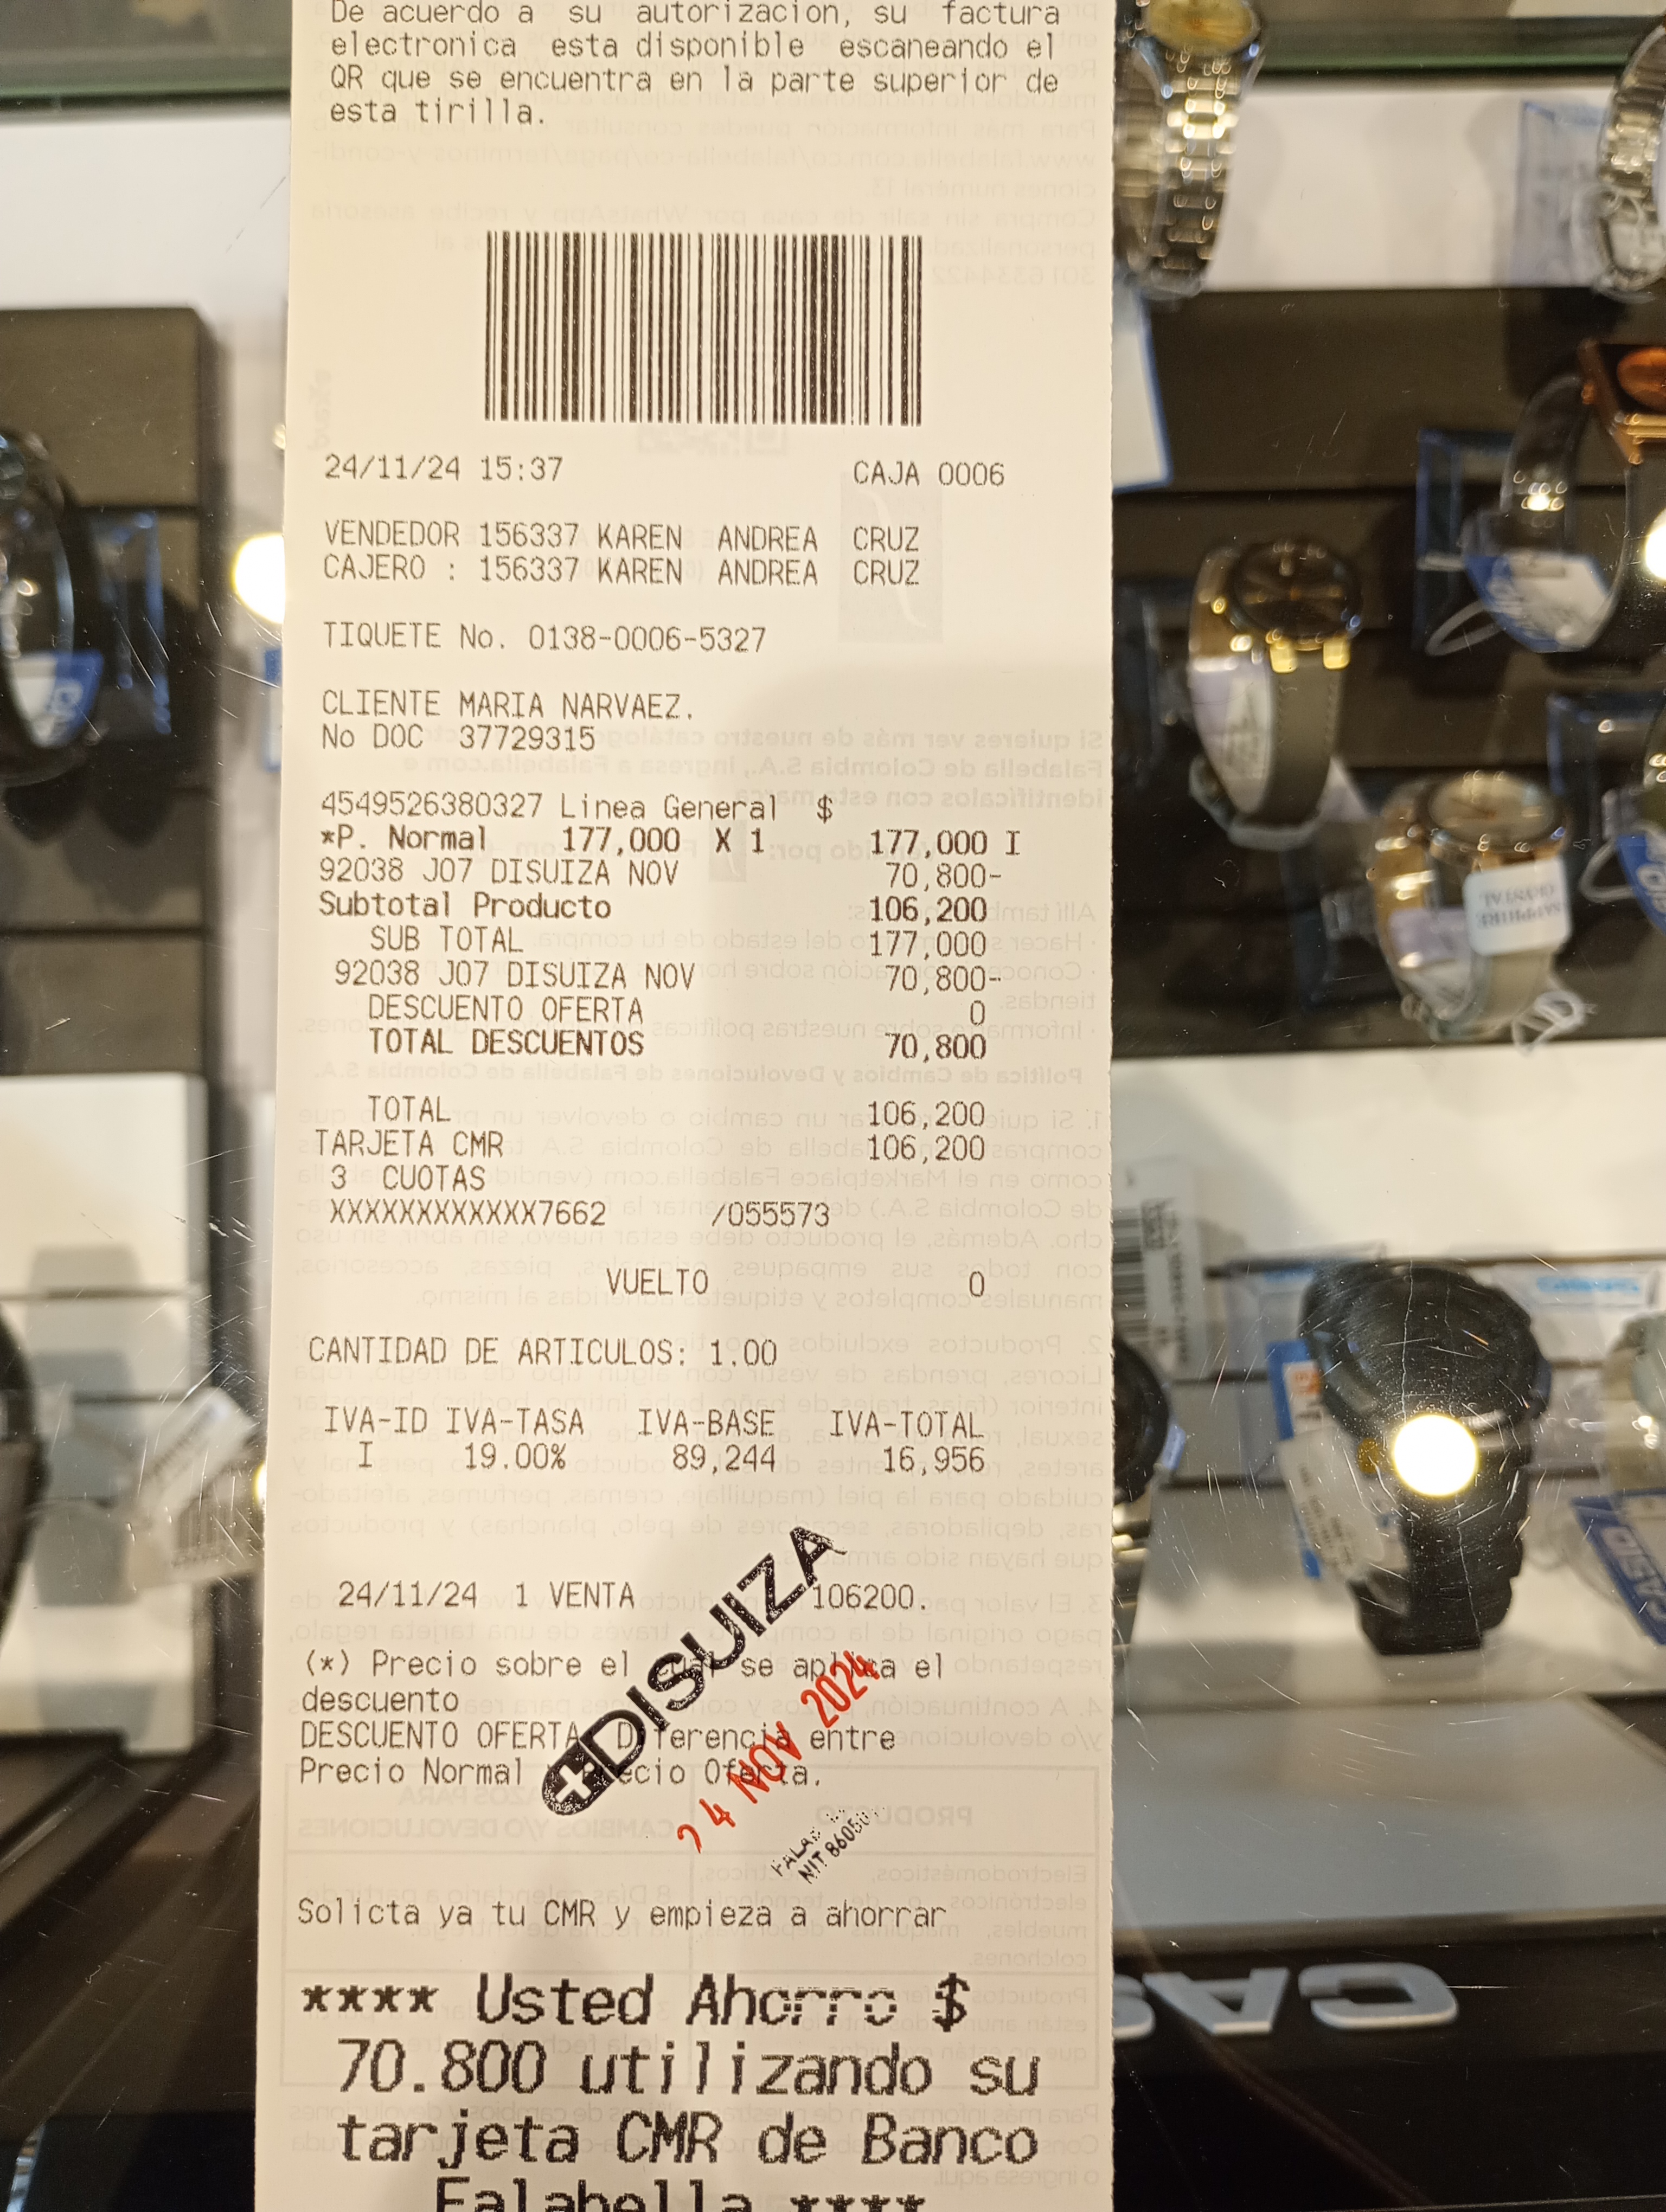 De acuerdo a su autorizacion, su factura
electronica esta disponible escaneando el
QR que se encuentra en la parte superior de
esta tirilla.
24/11/24 15:37 CAJA 0006
VENDEDOR 156337 KAREN ANDREA CRUZ
CAJERO : 156337 KAREN ANDREA CRUZ
TIQUETE No. 0138-0006-5327
CLIENTE MARIA NARVAEZ.
No DOC 37729315
4549526380327 Linea General $
*P. Normal 177,000 X 1 177,000 I
92038 J07 DISUIZA NOV 70,800-
Subtotal Producto 106,200
SUB TOTAL 177,000
92038 J07 DISUIZA NOV 70,800-
DESCUENTO OFERTA 0
TOTAL DESCUENTOS 70,800
TOTAL 106,200
TARJETA CMR 106,200
3 CUOTAS
XXXXXXXXXXXX7662 /055573
VUELTO 0
CANTIDAD DE ARTICULOS: 1.00
IVA-ID IVA-TASA IVA-BASE IVA-TOTAL
I 19.00% 89,244 16,956
24/11/24 1 VENTA 106200.
(*) Precio sobre el cual se aplica el
descuento
DESCUENTO OFERTA Diferencia entre
Precio Normal Precio Oferta.
DISUIZA
24 NOV 2024
NIT 86050
Solicta ya tu CMR y empieza a ahorrar
**** Usted Ahorro $
70.800 utilizando su
tarjeta CMR de Banco
Falabella ****
SAPPHIRE
CRYSTAL
CASIO